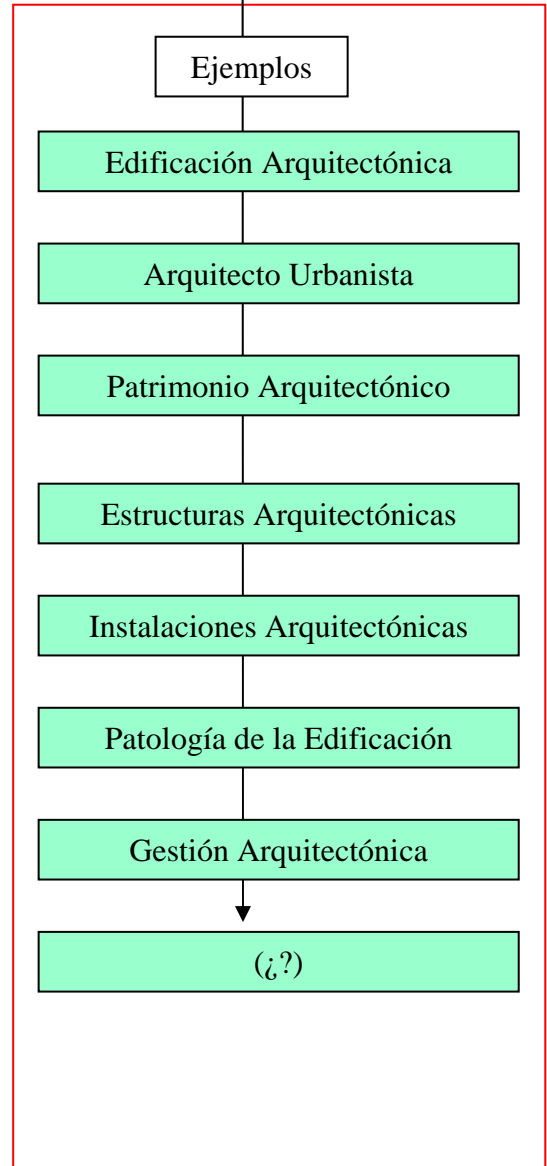 Ejemplos
Edificación Arquitectónica
Arquitecto Urbanista
Patrimonio Arquitectónico
Estructuras Arquitectónicas
Instalaciones Arquitectónicas
Patología de la Edificación
Gestión Arquitectónica
(¿?)